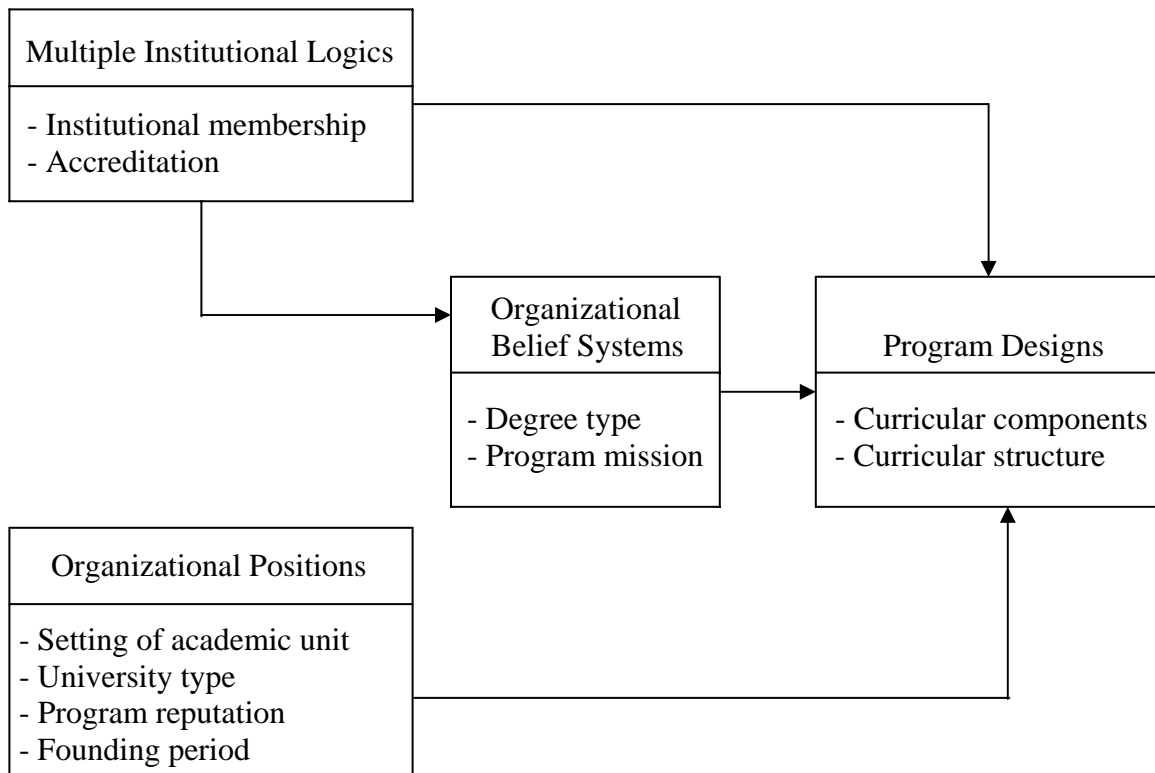 Multiple Institutional Logics
- Institutional membership
- Accreditation
Organizational
Belief Systems
- Degree type
- Program mission
Program Designs
- Curricular components
- Curricular structure
Organizational Positions
- Setting of academic unit
- University type
- Program reputation
- Founding period